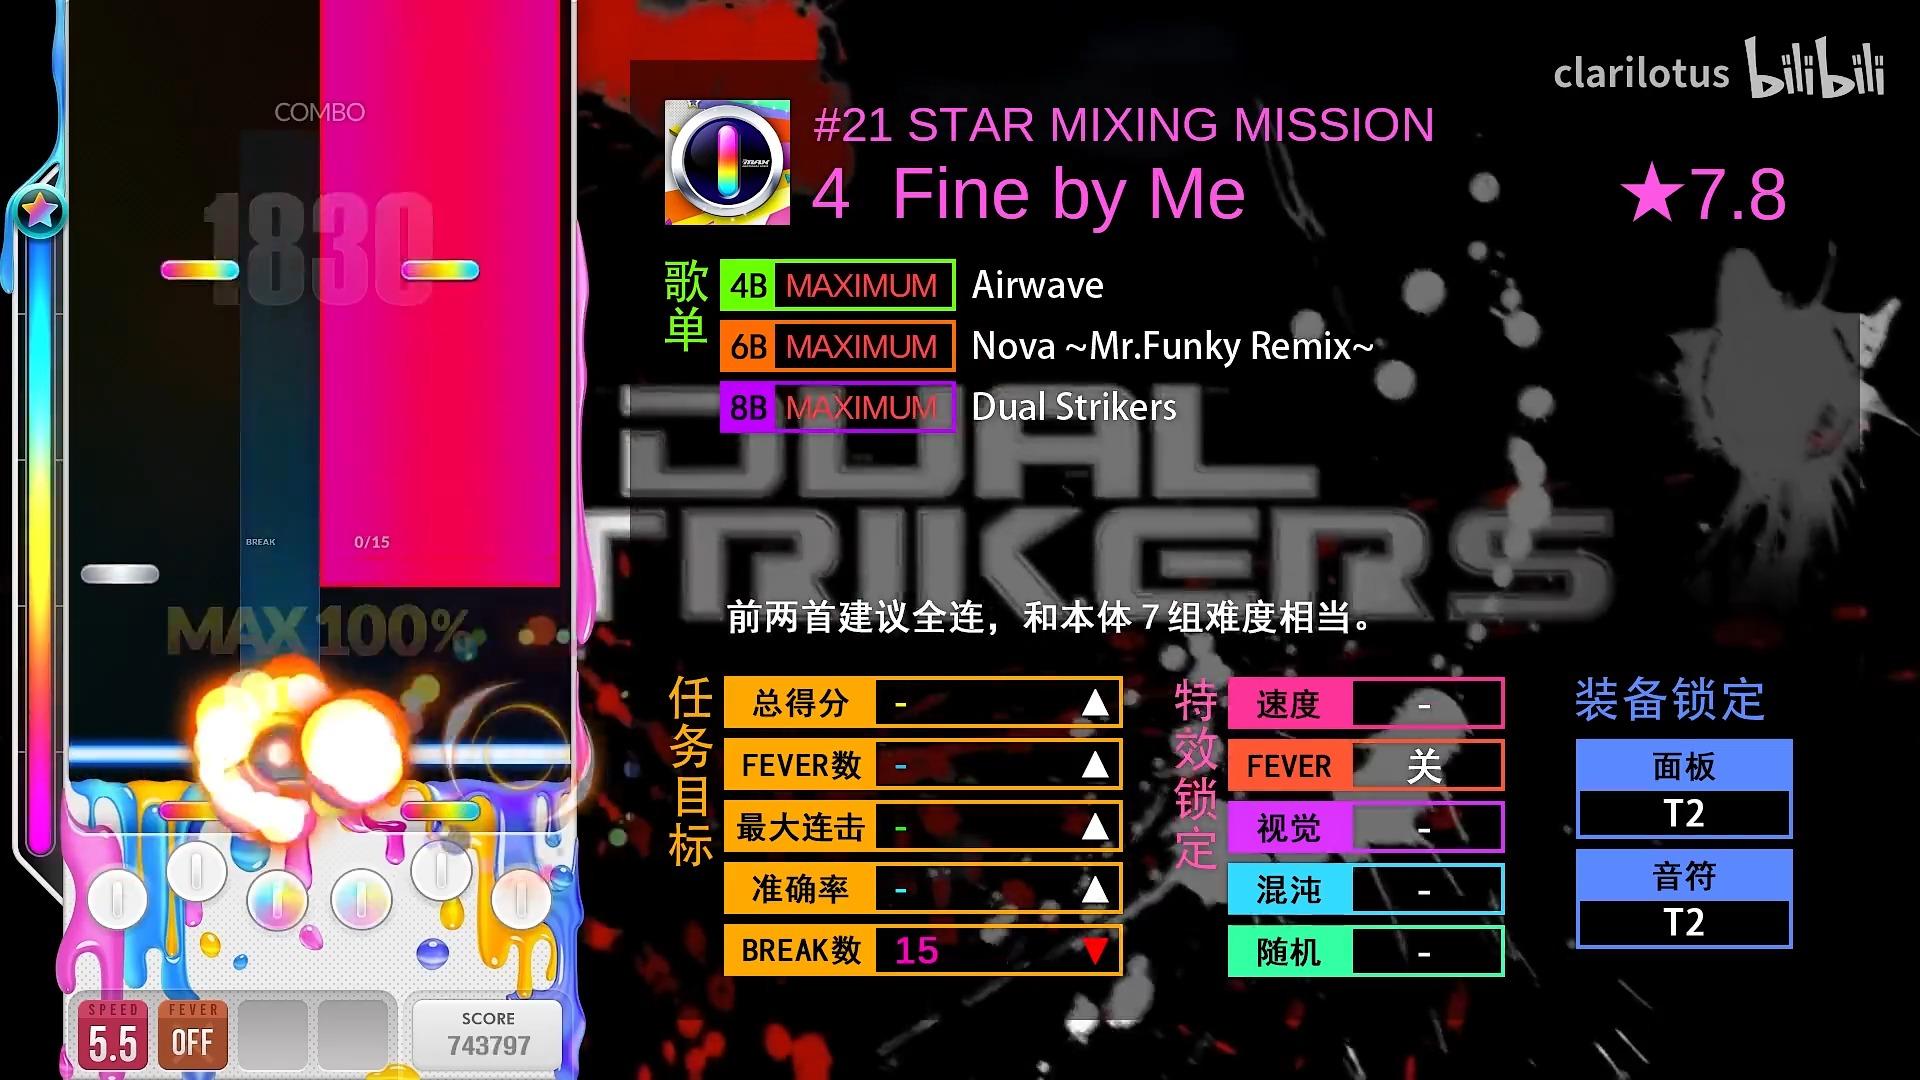 clarilotus bilibili
#21 STAR MIXING MISSION
4 Fine by Me
★7.8
歌单
4B MAXIMUM Airwave
6B MAXIMUM Nova ~Mr.Funky Remix~
8B MAXIMUM Dual Strikers
DUAL
TRIKERS
前两首建议全连，和本体7组难度相当。
任务目标
总得分 - ▲
FEVER数 - ▲
最大连击 - ▲
准确率 - ▲
BREAK数 15 ▼
特效锁定
速度 -
FEVER 关
视觉 -
混沌 -
随机 -
装备锁定
面板
T2
音符
T2
COMBO
1830
BREAK 0/15
MAX 100%
SPEED
5.5
FEVER
OFF
SCORE
743797